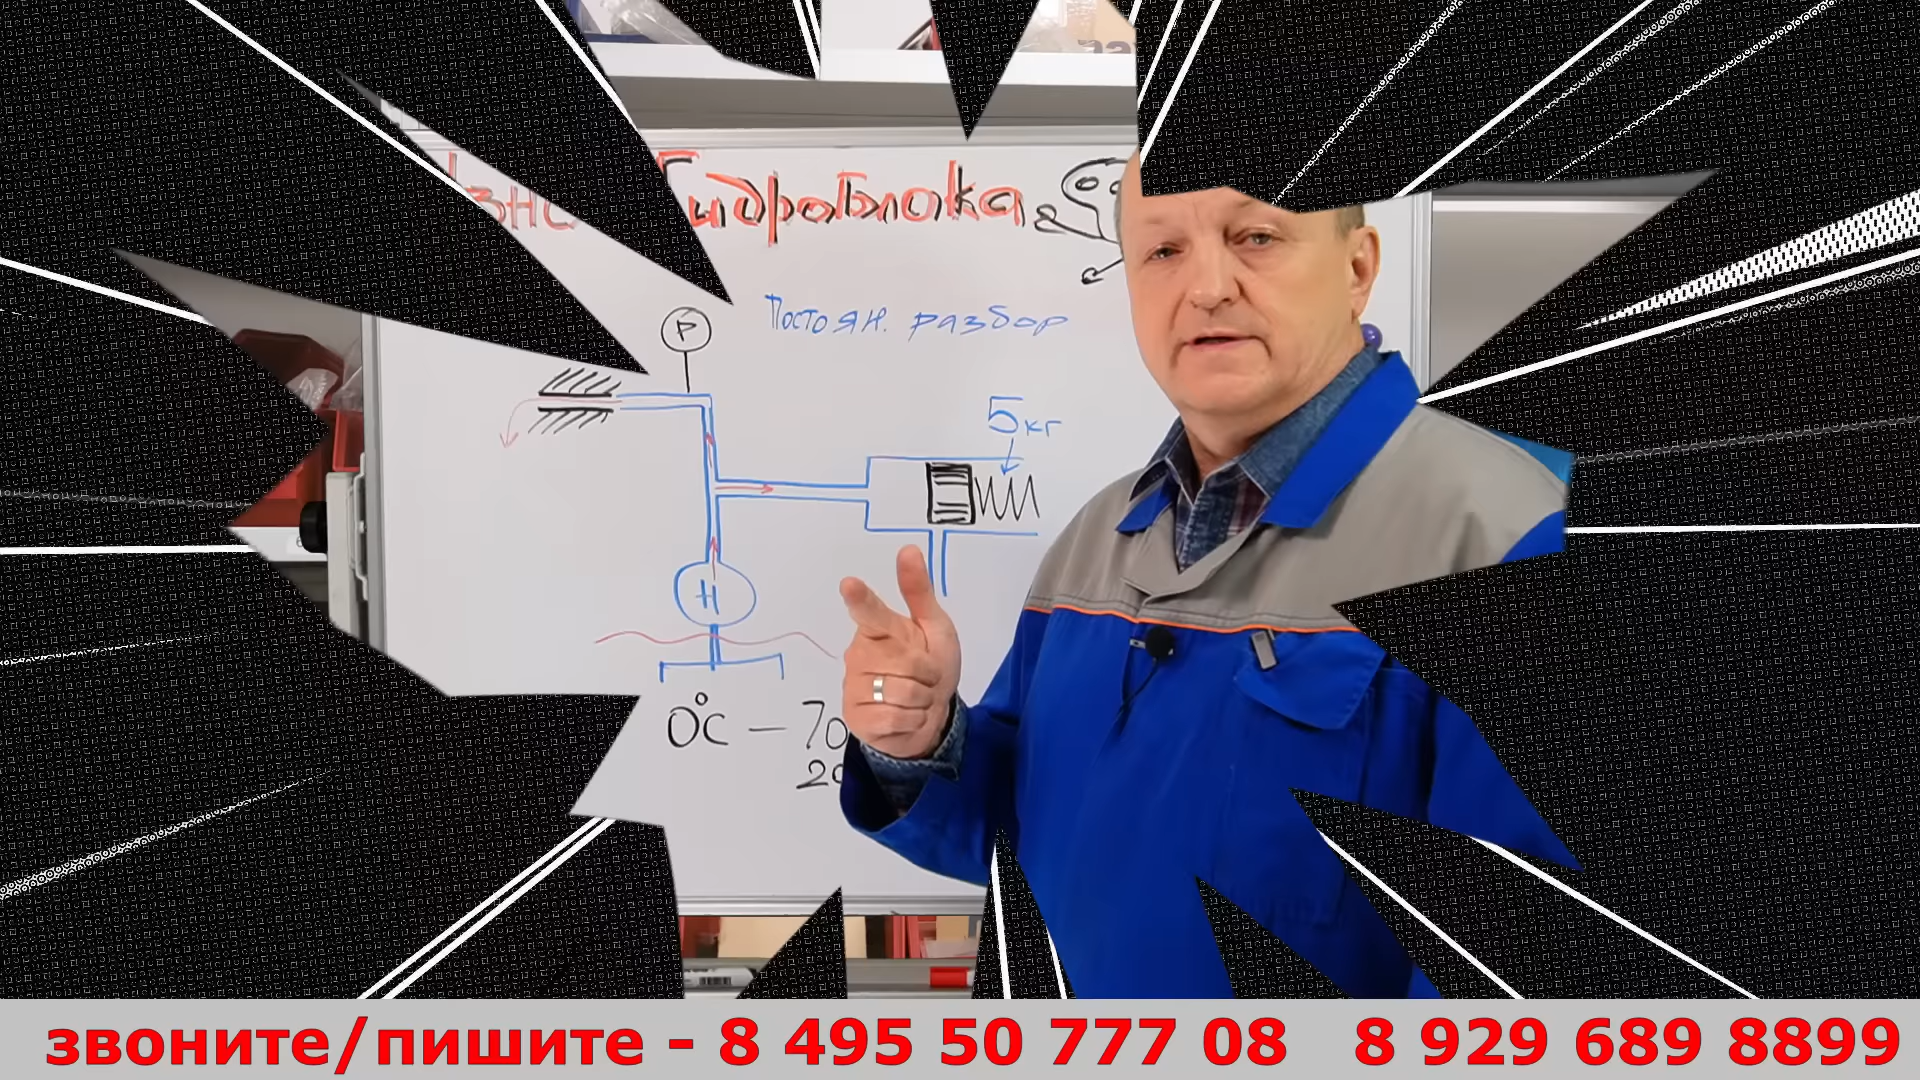 Гидроблока
Постоян. разбор
P
5кг
Н
0°C – 70
20
звоните/пишите - 8 495 50 777 08 8 929 689 8899